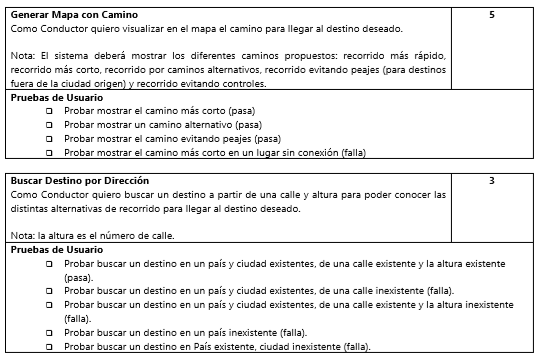 Generar Mapa con Camino 5
Como Conductor quiero visualizar en el mapa el camino para llegar al destino deseado.
Nota: El sistema deberá mostrar los diferentes caminos propuestos: recorrido más rápido,
recorrido más corto, recorrido por caminos alternativos, recorrido evitando peajes (para destinos
fuera de la ciudad origen) y recorrido evitando controles.
Pruebas de Usuario
❑ Probar mostrar el camino más corto (pasa)
❑ Probar mostrar un camino alternativo (pasa)
❑ Probar mostrar el camino evitando peajes (pasa)
❑ Probar mostrar el camino más corto en un lugar sin conexión (falla)
Buscar Destino por Dirección 3
Como Conductor quiero buscar un destino a partir de una calle y altura para poder conocer las
distintas alternativas de recorrido para llegar al destino deseado.
Nota: la altura es el número de calle.
Pruebas de Usuario
❑ Probar buscar un destino en un país y ciudad existentes, de una calle existente y la altura existente
(pasa).
❑ Probar buscar un destino en un país y ciudad existentes, de una calle inexistente (falla).
❑ Probar buscar un destino en un país y ciudad existentes, de una calle existente y la altura inexistente
(falla).
❑ Probar buscar un destino en un país inexistente (falla).
❑ Probar buscar un destino en País existente, ciudad inexistente (falla).